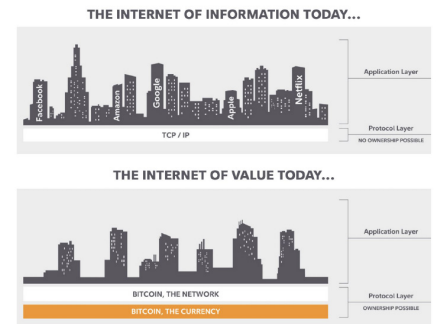 THE INTERNET OF INFORMATION TODAY...
Facebook
Amazon
Google
Apple
Netflix
Application Layer
TCP / IP
Protocol Layer
NO OWNERSHIP POSSIBLE
THE INTERNET OF VALUE TODAY...
Application Layer
BITCOIN, THE NETWORK
Protocol Layer
BITCOIN, THE CURRENCY
OWNERSHIP POSSIBLE